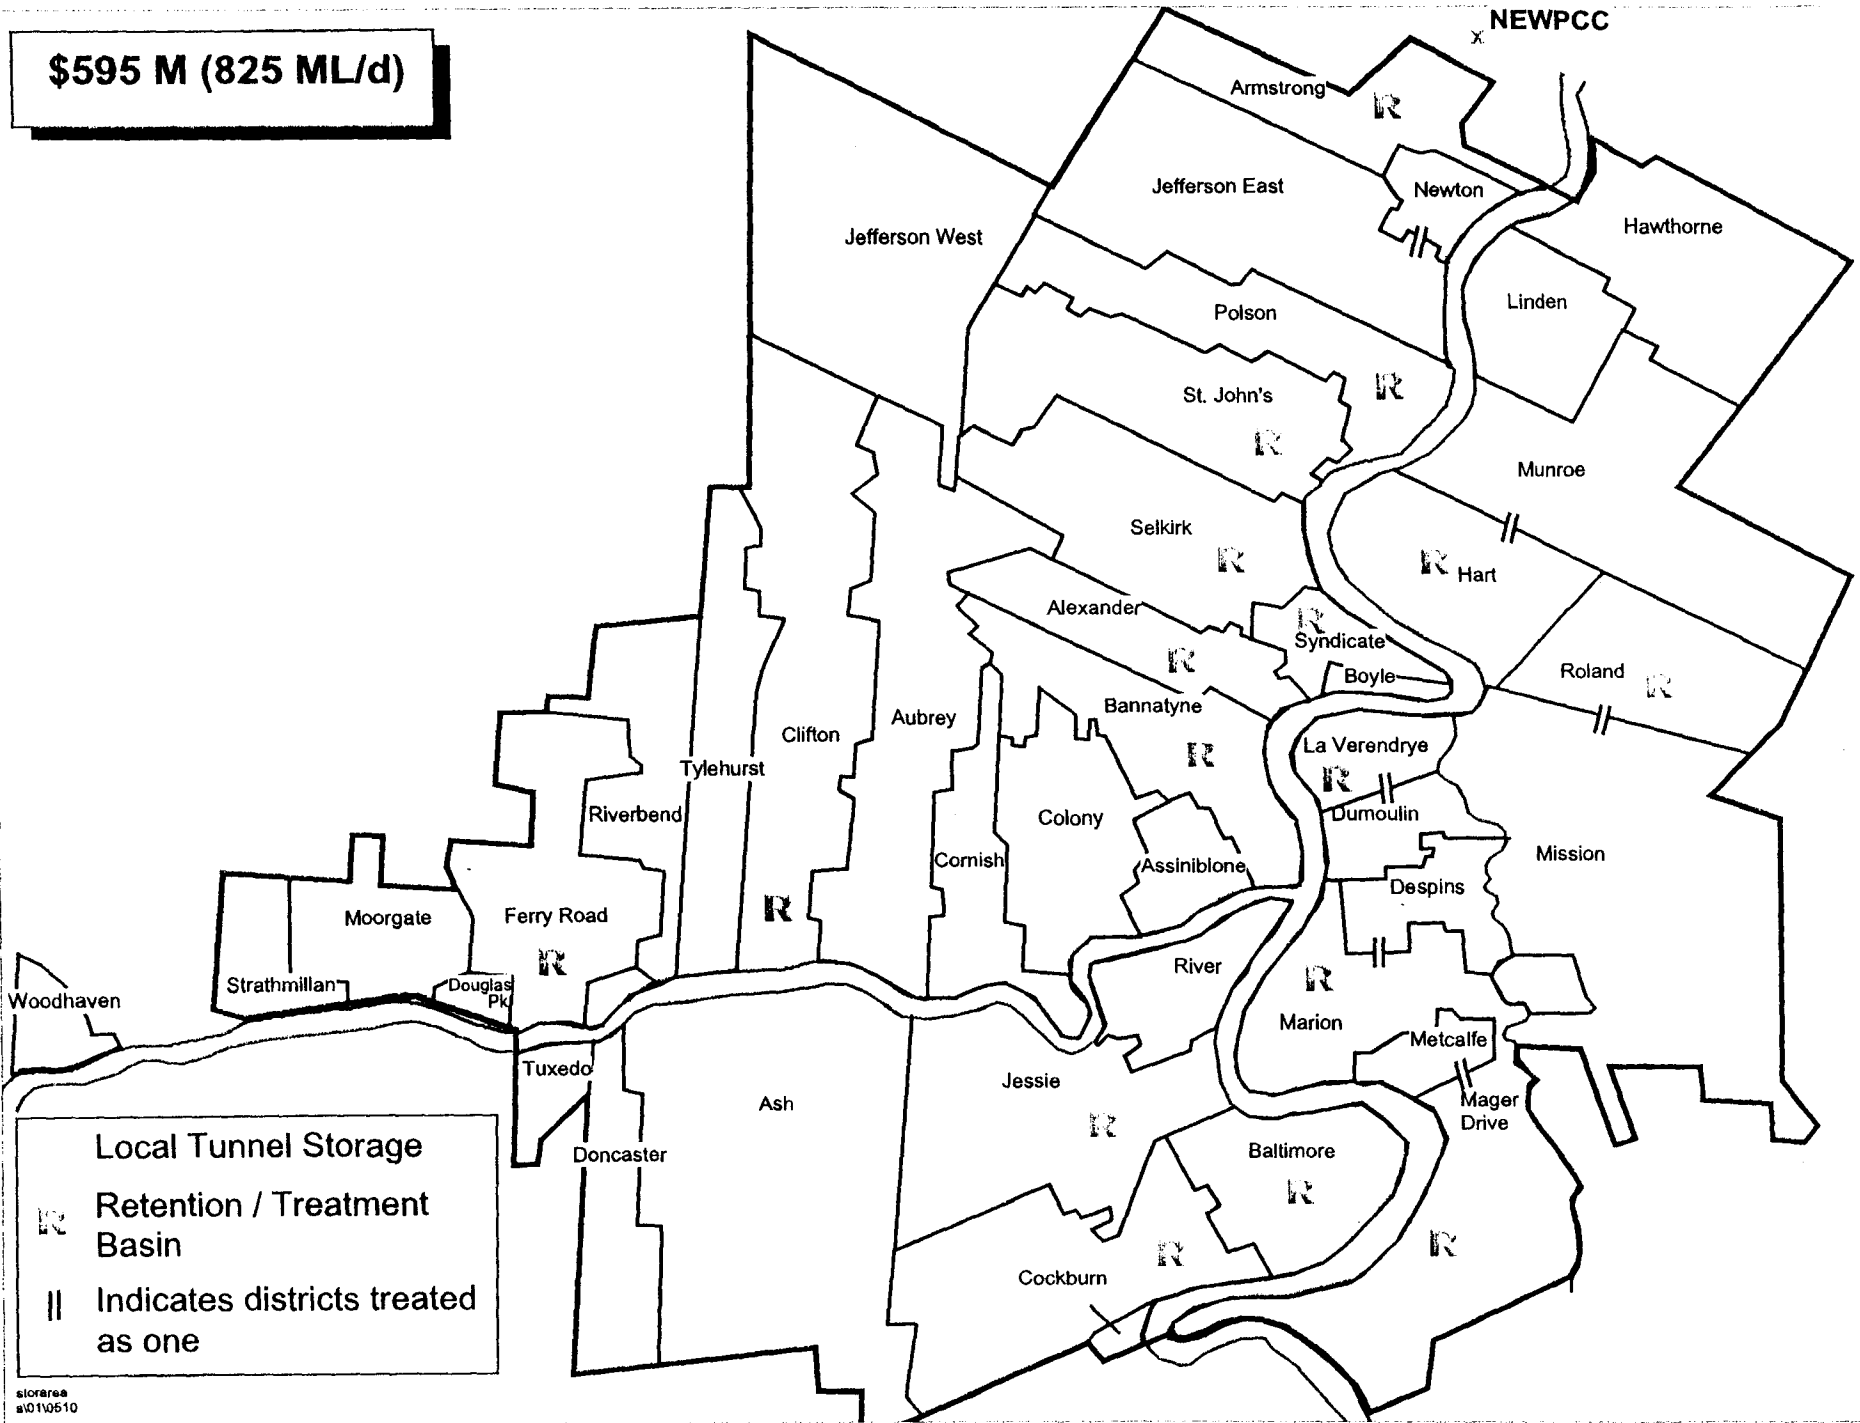 NEWPCC
x
$595 M (825 ML/d)
Armstrong
R
Jefferson East
Newton
Hawthorne
Jefferson West
Linden
Polson
R
St. John's
R
Munroe
Selkirk
R
R Hart
Alexander
R
Syndicate
R
Boyle
Roland R
Bannatyne
R
Aubrey
Clifton
La Verendrye
R
Tylehurst
Riverbend
Colony
Dumoulin
Mission
Cornish
Assiniblone
Despins
R
Moorgate
Ferry Road
R
River
R
Strathmillan
Douglas
Pk
Woodhaven
Marion
Metcalfe
Tuxedo
Jessie
Ash
Mager
Drive
R
Baltimore
R
Doncaster
R
R
Cockburn
Local Tunnel Storage
R Retention / Treatment
Basin
|| Indicates districts treated
as one
storarea
a\01\0510